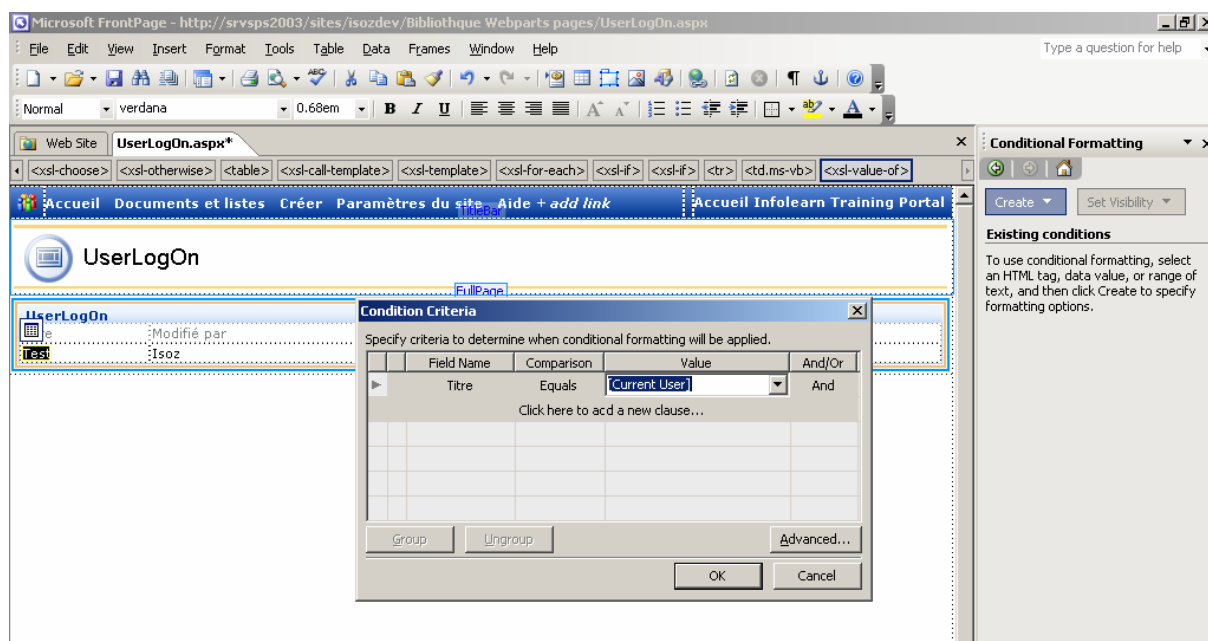 Microsoft FrontPage - http://srvsps2003/sites/isozdev/Bibliothque Webparts pages/UserLogOn.aspx
File Edit View Insert Format Tools Table Data Frames Window Help Type a question for help
Normal verdana 0.68em B I U
Web Site UserLogOn.aspx* Conditional Formatting
<xsl-choose> <xsl-otherwise> <table> <xsl-call-template> <xsl-template> <xsl-for-each> <xsl-if> <xsl-if> <tr> <td.ms-vb> <xsl-value-of>
Accueil Documents et listes Créer Paramètres du site Aide + add link Accueil Infolearn Training Portal
TitleBar
Create Set Visibility
UserLogOn
Existing conditions
To use conditional formatting, select
an HTML tag, data value, or range of
text, and then click Create to specify
formatting options.
FullPage
UserLogOn
Modifié par
Test Isoz
Condition Criteria
Specify criteria to determine when conditional formatting will be applied.
Field Name Comparison Value And/Or
Titre Equals [Current User] And
Click here to add a new clause...
Group Ungroup Advanced...
OK Cancel